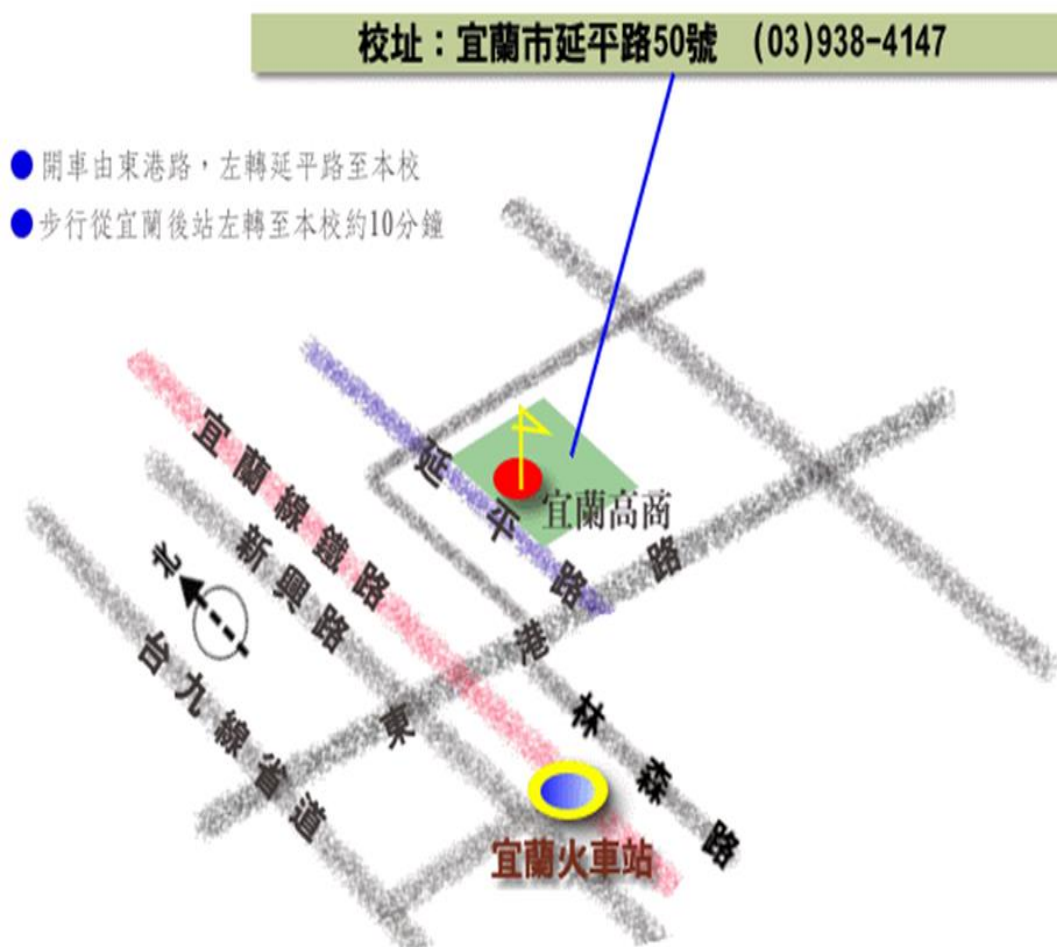 校址：宜蘭市延平路50號 (03)938-4147
● 開車由東港路，左轉延平路至本校
● 步行從宜蘭後站左轉至本校約10分鐘
延平路
宜蘭高商
宜蘭線鐵路
新興路
北
台九線省道
東港路
林森路
宜蘭火車站